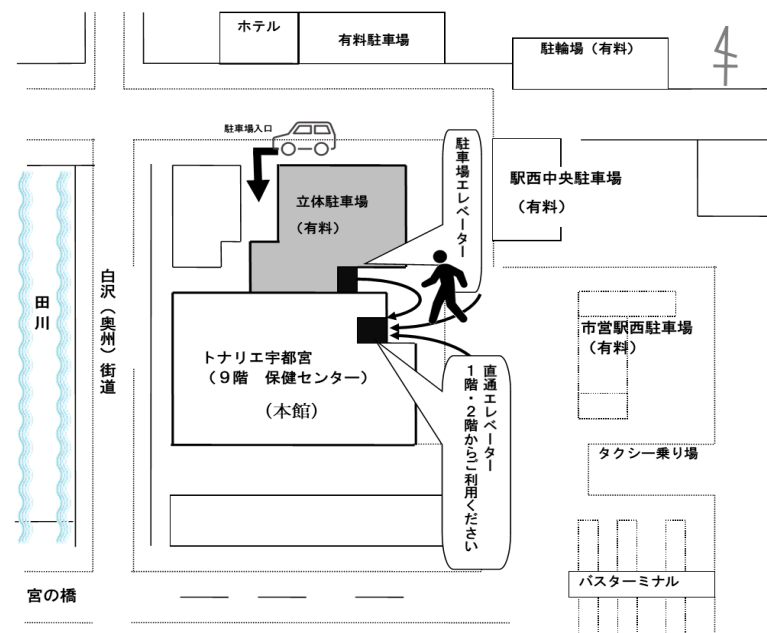 ホテル
有料駐車場
駐輪場（有料）
駐車場入口
立体駐車場
（有料）
駐車場エレベーター
駅西中央駐車場
（有料）
田川
白沢（奥州）街道
トナリエ宇都宮
（９階　保健センター）
（本館）
直通エレベーター
１階・２階からご利用ください
市営駅西駐車場
（有料）
タクシー乗り場
バスターミナル
宮の橋